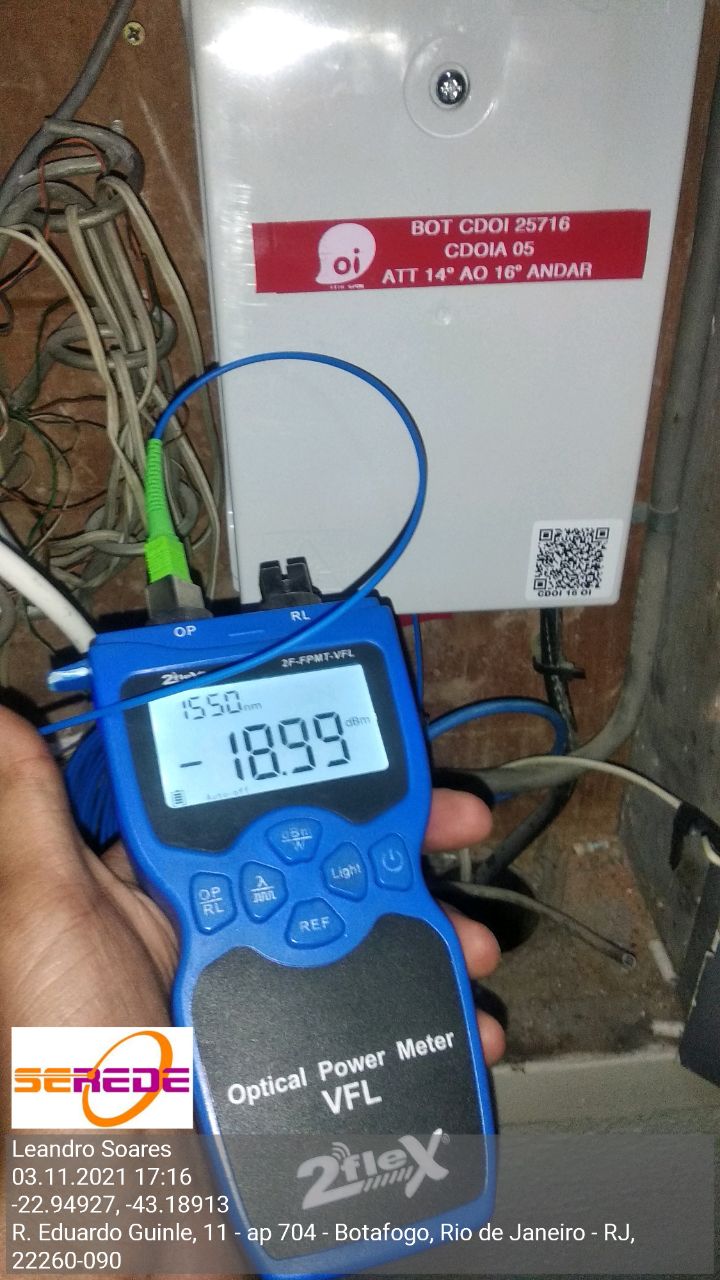 BOT CDOI 25716
CDOIA 05
oi
ATT 14º AO 16º ANDAR
CDOI 16 OI
OP
RL
2flex
2F-FPMT-VFL
1550nm
-18.99 dBm
Auto-off
dBm
W
OP
RL
λ
Light
REF
Optical Power Meter
VFL
2flex
SEREDE
Leandro Soares
03.11.2021 17:16
-22.94927, -43.18913
R. Eduardo Guinle, 11 - ap 704 - Botafogo, Rio de Janeiro - RJ,
22260-090